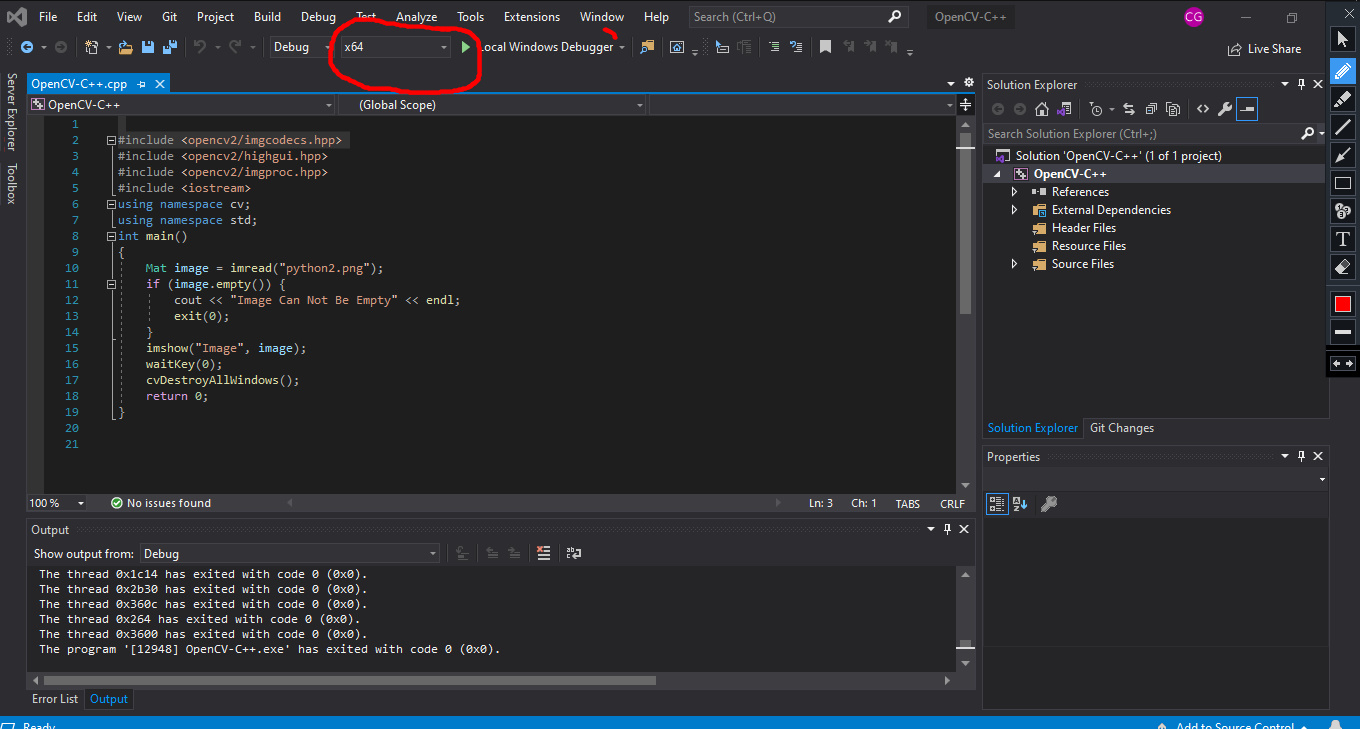 File Edit View Git Project Build Debug Test Analyze Tools Extensions Window Help Search (Ctrl+Q) OpenCV-C++ CG
Debug x64 Local Windows Debugger Live Share
Server Explorer
Toolbox
OpenCV-C++.cpp
OpenCV-C++ (Global Scope)
1
2 #include <opencv2/imgcodecs.hpp>
3 #include <opencv2/highgui.hpp>
4 #include <opencv2/imgproc.hpp>
5 #include <iostream>
6 using namespace cv;
7 using namespace std;
8 int main()
9 {
10 Mat image = imread("python2.png");
11 if (image.empty()) {
12 cout << "Image Can Not Be Empty" << endl;
13 exit(0);
14 }
15 imshow("Image", image);
16 waitKey(0);
17 cvDestroyAllWindows();
18 return 0;
19 }
20
21
100 % No issues found Ln: 3 Ch: 1 TABS CRLF
Output
Show output from: Debug
The thread 0x1c14 has exited with code 0 (0x0).
The thread 0x2b30 has exited with code 0 (0x0).
The thread 0x360c has exited with code 0 (0x0).
The thread 0x264 has exited with code 0 (0x0).
The thread 0x3600 has exited with code 0 (0x0).
The program '[12948] OpenCV-C++.exe' has exited with code 0 (0x0).
Error List Output
Solution Explorer
Search Solution Explorer (Ctrl+;)
Solution 'OpenCV-C++' (1 of 1 project)
OpenCV-C++
References
External Dependencies
Header Files
Resource Files
Source Files
Solution Explorer Git Changes
Properties
T
Ready Add to Source Control